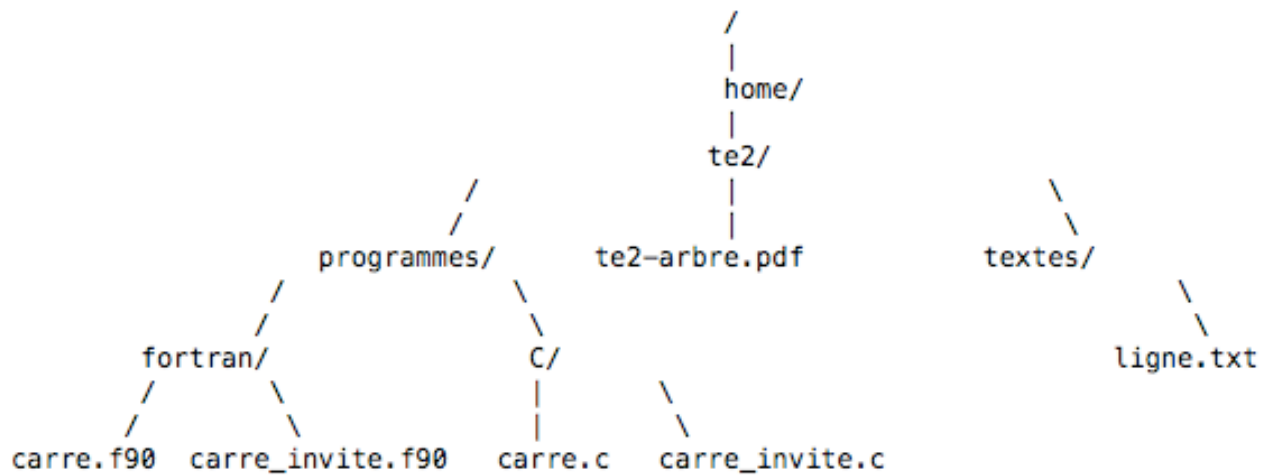 /
|
home/
|
te2/
/ | \
/ | \
programmes/ te2-arbre.pdf textes/
/ \ \
/ \ \
fortran/ C/ ligne.txt
/ \ | \
/ \ | \
carre.f90 carre_invite.f90 carre.c carre_invite.c